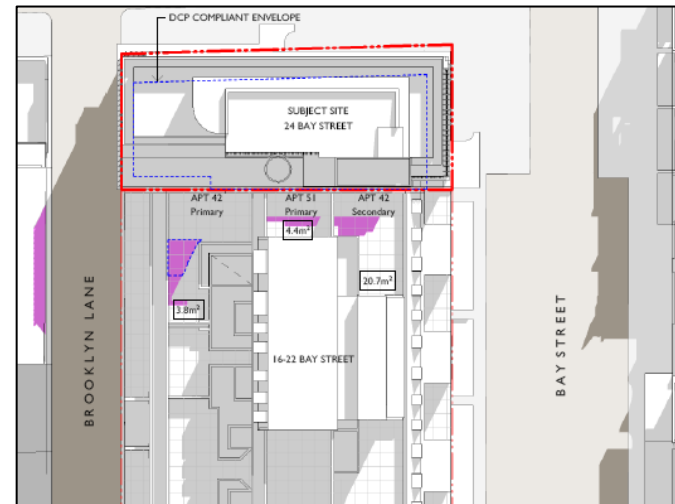 DCP COMPLIANT ENVELOPE
SUBJECT SITE
24 BAY STREET
APT 42
Primary
APT 51
Primary
APT 42
Secondary
4.4m²
20.7m²
3.8m²
16-22 BAY STREET
BROOKLYN LANE
BAY STREET